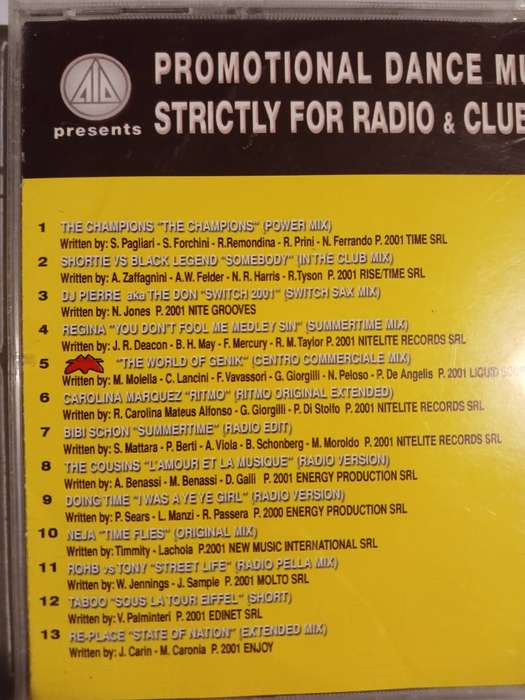 presents
PROMOTIONAL DANCE
STRICTLY FOR RADIO & CLUB
1 THE CHAMPIONS "THE CHAMPIONS" (POWER MIX)
Written by: S. Pagliari - S. Forchini - R.Remondina - R. Prini - N. Ferrando P. 2001 TIME SRL
2 SHORTIE VS BLACK LEGEND "SOMEBODY" (IN THE CLUB MIX)
Written by: A. Zaffagnini - A.W. Felder - N. R. Harris - R.Tyson P. 2001 RISE/TIME SRL
3 DJ PIERRE aka THE DON "SWITCH 2001" (SWITCH SAX MIX)
Written by: N. Jones P. 2001 NITE GROOVES
4 REGINA "YOU DON'T FOOL ME MEDLEY SIN" (SUMMERTIME MIX)
Written by: J. R. Deacon - B. H. May - F. Mercury - R. M. Taylor P. 2001 NITELITE RECORDS SRL
5 "THE WORLD OF GENIK" (CENTRO COMMERCIALE MIX)
Written by: M. Molella - C. Lancini - F. Vavassori - G. Giorgilli - N. Peloso - P. De Angelis P. 2001 LIQUID
6 CAROLINA MARQUEZ "RITMO" (RITMO ORIGINAL EXTENDED)
Written by: R. Carolina Mateus Alfonso - G. Giorgilli - P. Di Stolfo P. 2001 NITELITE RECORDS SRL
7 BIBI SCHON "SUMMERTIME" (RADIO EDIT)
Written by: S. Mattara - P. Berti - A. Viola - B. Schonberg - M. Moroldo P. 2001 NITELITE RECORDS SRL
8 THE COUSINS "L'AMOUR ET LA MUSIQUE" (RADIO VERSION)
Written by: A. Benassi - M. Benassi - D. Galli P. 2001 ENERGY PRODUCTION SRL
9 DOING TIME "I WAS A YE YE GIRL" (RADIO VERSION)
Written by: P. Sears - L. Manzi - R. Passera P. 2000 ENERGY PRODUCTION SRL
10 NEJA "TIME FLIES" (ORIGINAL MIX)
Written by: Timmity - Lachola P.2001 NEW MUSIC INTERNATIONAL SRL
11 ROHB vs TONY "STREET LIFE" (RADIO PELLA MIX)
Written by: W. Jennings - J. Sample P. 2001 MOLTO SRL
12 TABOO "SOUS LA TOUR EIFFEL" (SHORT)
Written by: V. Palminteri P. 2001 EDINET SRL
13 RE-PLACE "STATE OF NATION" (EXTENDED MIX)
Written by: J. Carin - M. Caronia P. 2001 ENJOY